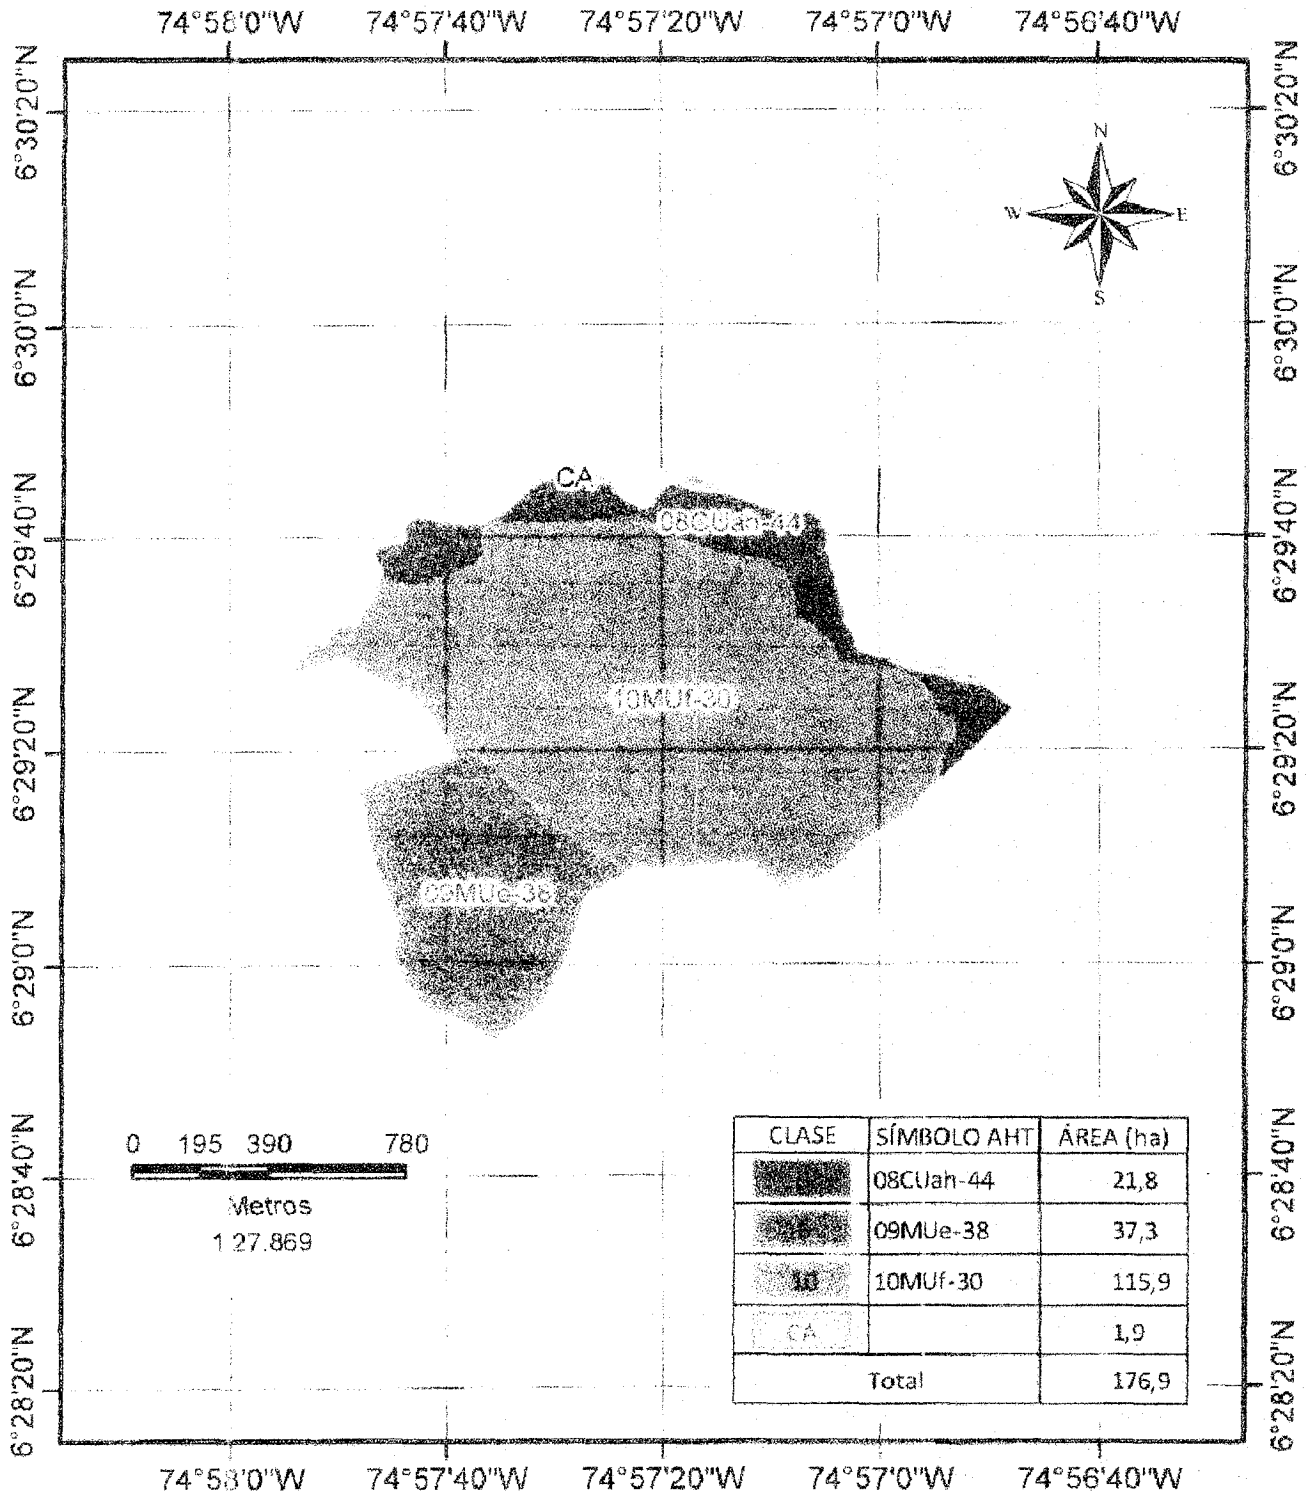 74°58'0"W 74°57'40"W 74°57'20"W 74°57'0"W 74°56'40"W
6°30'20"N 6°30'20"N
N
W E
S
6°30'0"N 6°30'0"N
CA
08CUah-44
6°29'40"N 6°29'40"N
10MUf-30
6°29'20"N 6°29'20"N
09MUe-38
6°29'0"N 6°29'0"N
0 195 390 780
Metros
1 27.869
CLASE SÍMBOLO AHT ÁREA (ha)
08CUah-44 21,8
09MUe-38 37,3
10 10MUf-30 115,9
CA 1,9
Total 176,9
6°28'40"N 6°28'40"N
6°28'20"N 6°28'20"N
74°58'0"W 74°57'40"W 74°57'20"W 74°57'0"W 74°56'40"W